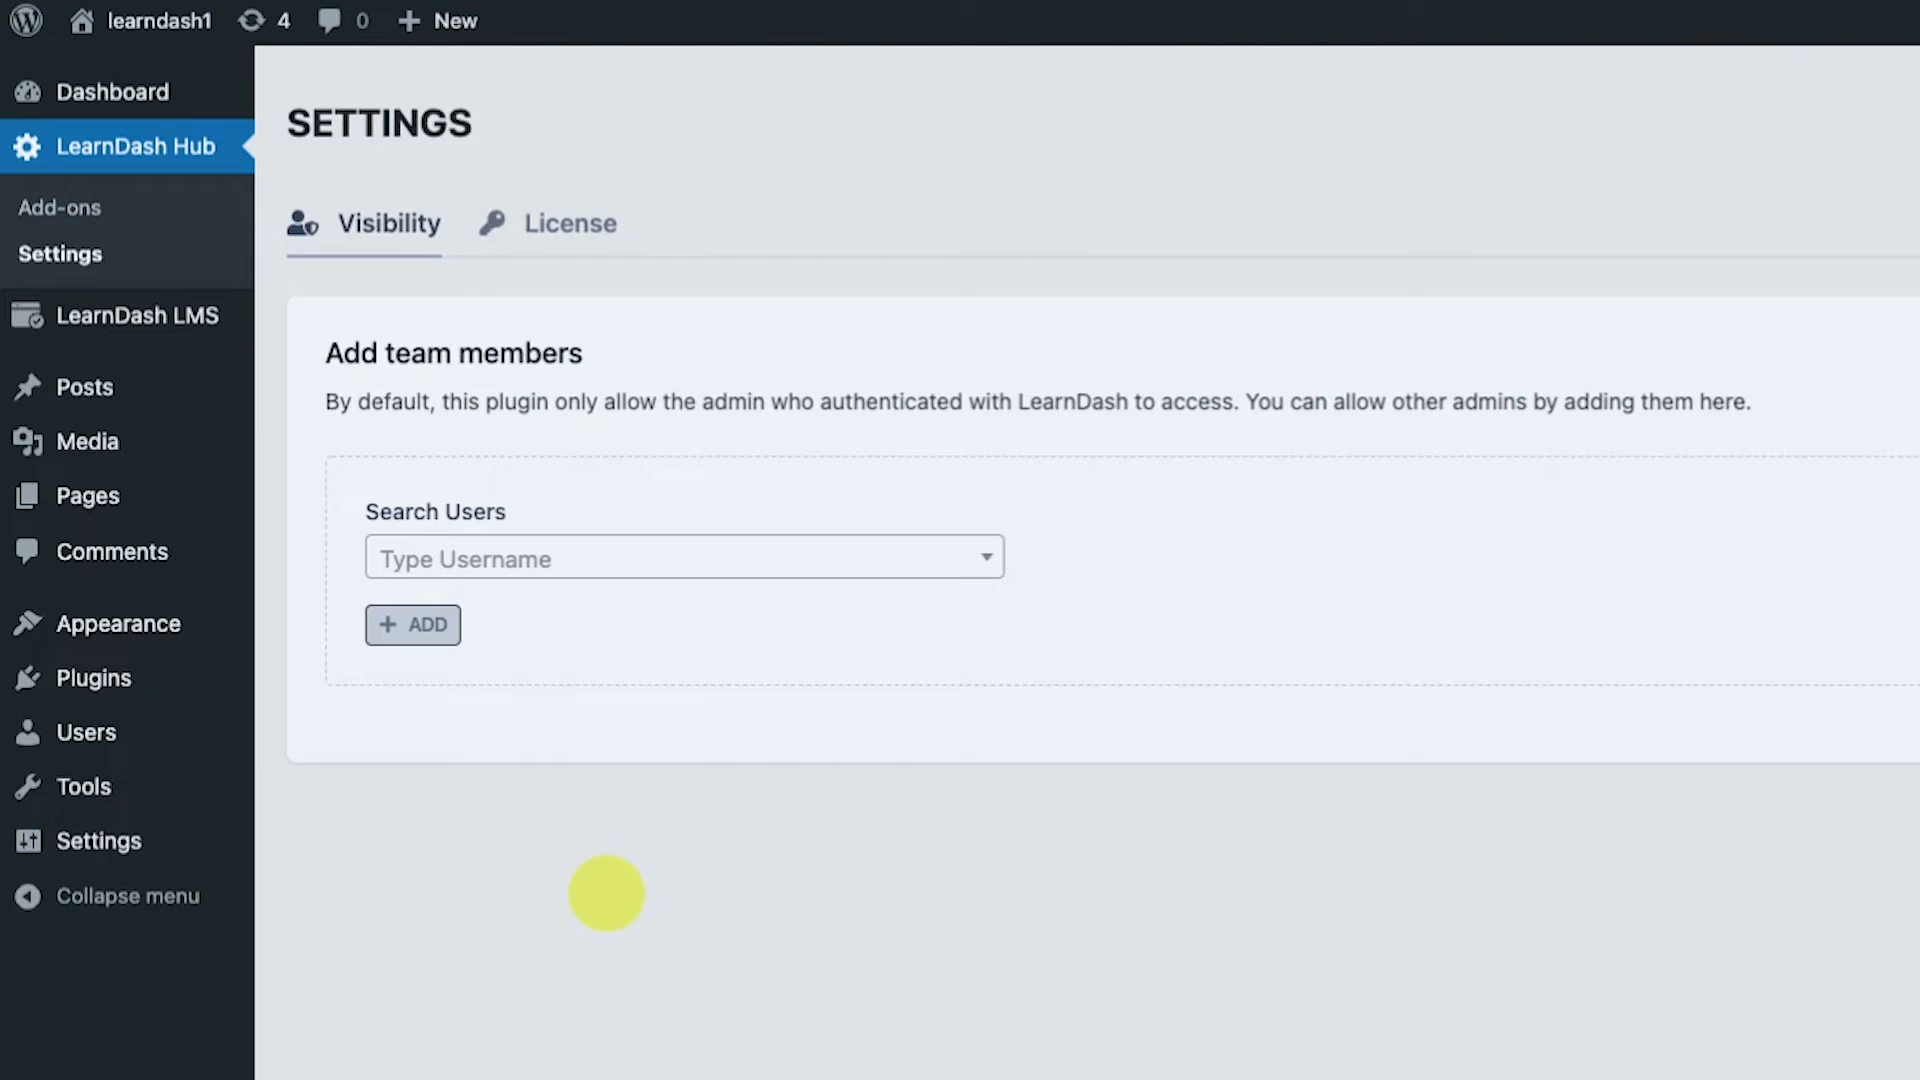 learndash1 4 0 New
Dashboard
LearnDash Hub
Add-ons
Settings
LearnDash LMS
Posts
Media
Pages
Comments
Appearance
Plugins
Users
Tools
Settings
Collapse menu
SETTINGS
Visibility License
Add team members
By default, this plugin only allow the admin who authenticated with LearnDash to access. You can allow other admins by adding them here.
Search Users
Type Username
+ ADD